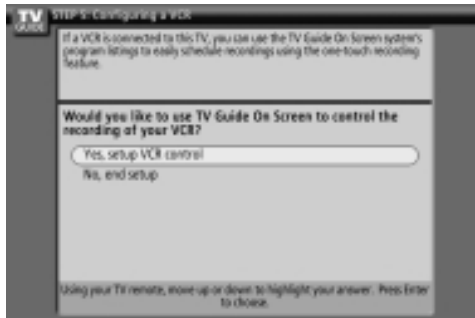 TV
GUIDE
STEP 5: Configuring a VCR
If a VCR is connected to this TV, you can use the TV Guide On Screen system's
program listings to easily schedule recordings using the one-touch recording
feature.
Would you like to use TV Guide On Screen to control the
recording of your VCR?
Yes, setup VCR control
No, end setup
Using your TV remote, move up or down to highlight your answer. Press Enter
to choose.